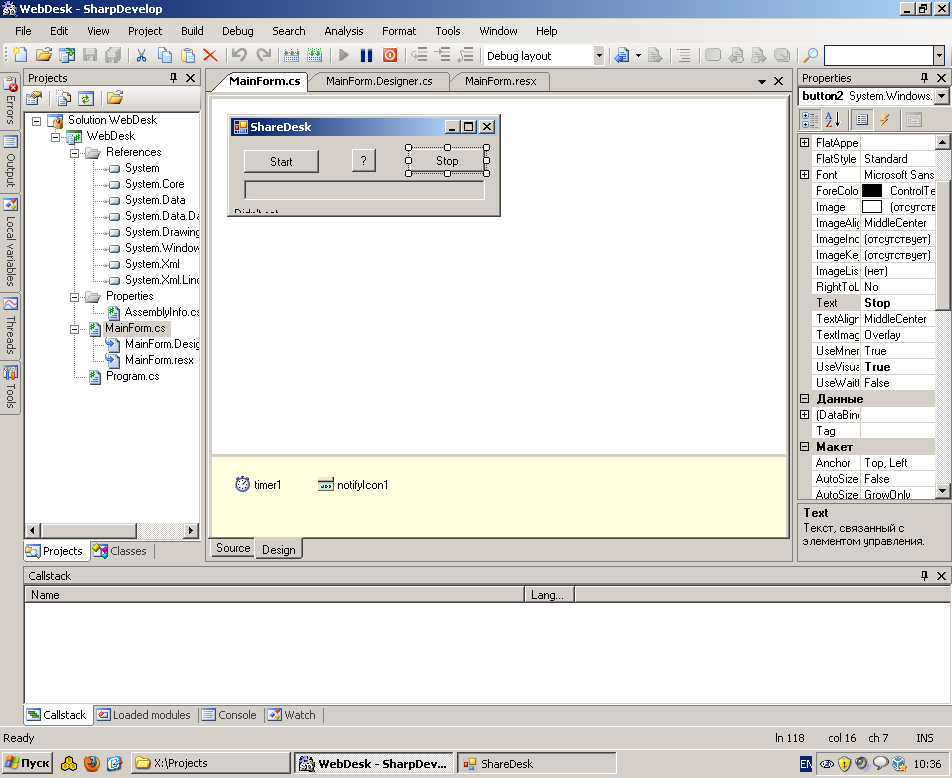 WebDesk - SharpDevelop
File Edit View Project Build Debug Search Analysis Format Tools Window Help
Debug layout
Errors
Output
Local variables
Threads
Tools
Projects
Solution WebDesk
WebDesk
References
System
System.Core
System.Data
System.Data.Da
System.Drawing
System.Window
System.Xml
System.Xml.Linc
Properties
AssemblyInfo.cs
MainForm.cs
MainForm.Desig
MainForm.resx
Program.cs
Projects Classes
MainForm.cs MainForm.Designer.cs MainForm.resx
ShareDesk
Start ? Stop
timer1 notifyIcon1
Source Design
Properties
button2 System.Windows.
FlatAppe
FlatStyle Standard
Font Microsoft Sans
ForeColo ControlTe
Image (отсутств
ImageAlig MiddleCenter
ImageInd (отсутствует)
ImageKe (отсутствует)
ImageLis (нет)
RightToL No
Text Stop
TextAlign MiddleCenter
TextImag Overlay
UseMner True
UseVisua True
UseWait False
Данные
(DataBin
Tag
Макет
Anchor Top, Left
AutoSize False
AutoSize GrowOnly
Text
Текст, связанный с
элементом управления.
Callstack
Name Lang...
Callstack Loaded modules Console Watch
Ready ln 118 col 16 ch 7 INS
Пуск X:\Projects WebDesk - SharpDev... ShareDesk EN 10:36